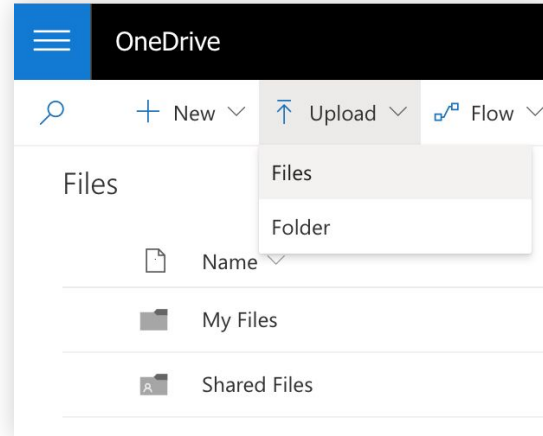 OneDrive
New Upload Flow
Files
Files
Folder
Name
My Files
Shared Files